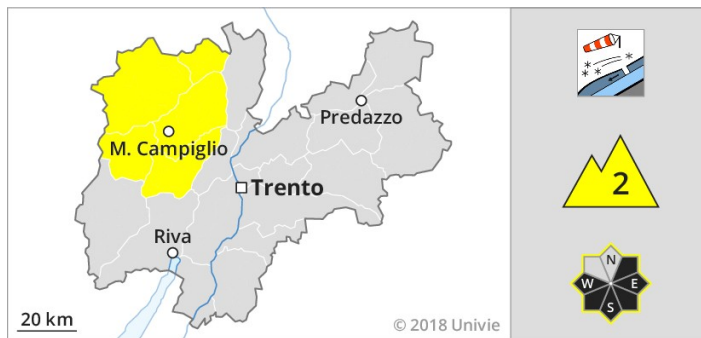 M. Campiglio
Predazzo
Trento
Riva
20 km
© 2018 Univie
2
N
W E
S